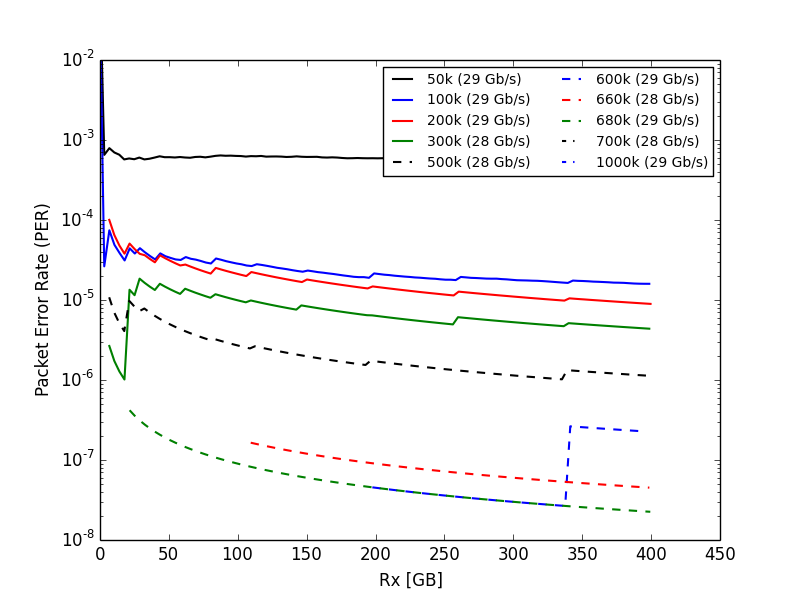 10^-2
10^-3
10^-4
10^-5
10^-6
10^-7
10^-8
Packet Error Rate (PER)
50k (29 Gb/s)
100k (29 Gb/s)
200k (29 Gb/s)
300k (28 Gb/s)
500k (28 Gb/s)
600k (29 Gb/s)
660k (28 Gb/s)
680k (29 Gb/s)
700k (28 Gb/s)
1000k (29 Gb/s)
0 50 100 150 200 250 300 350 400 450
Rx [GB]